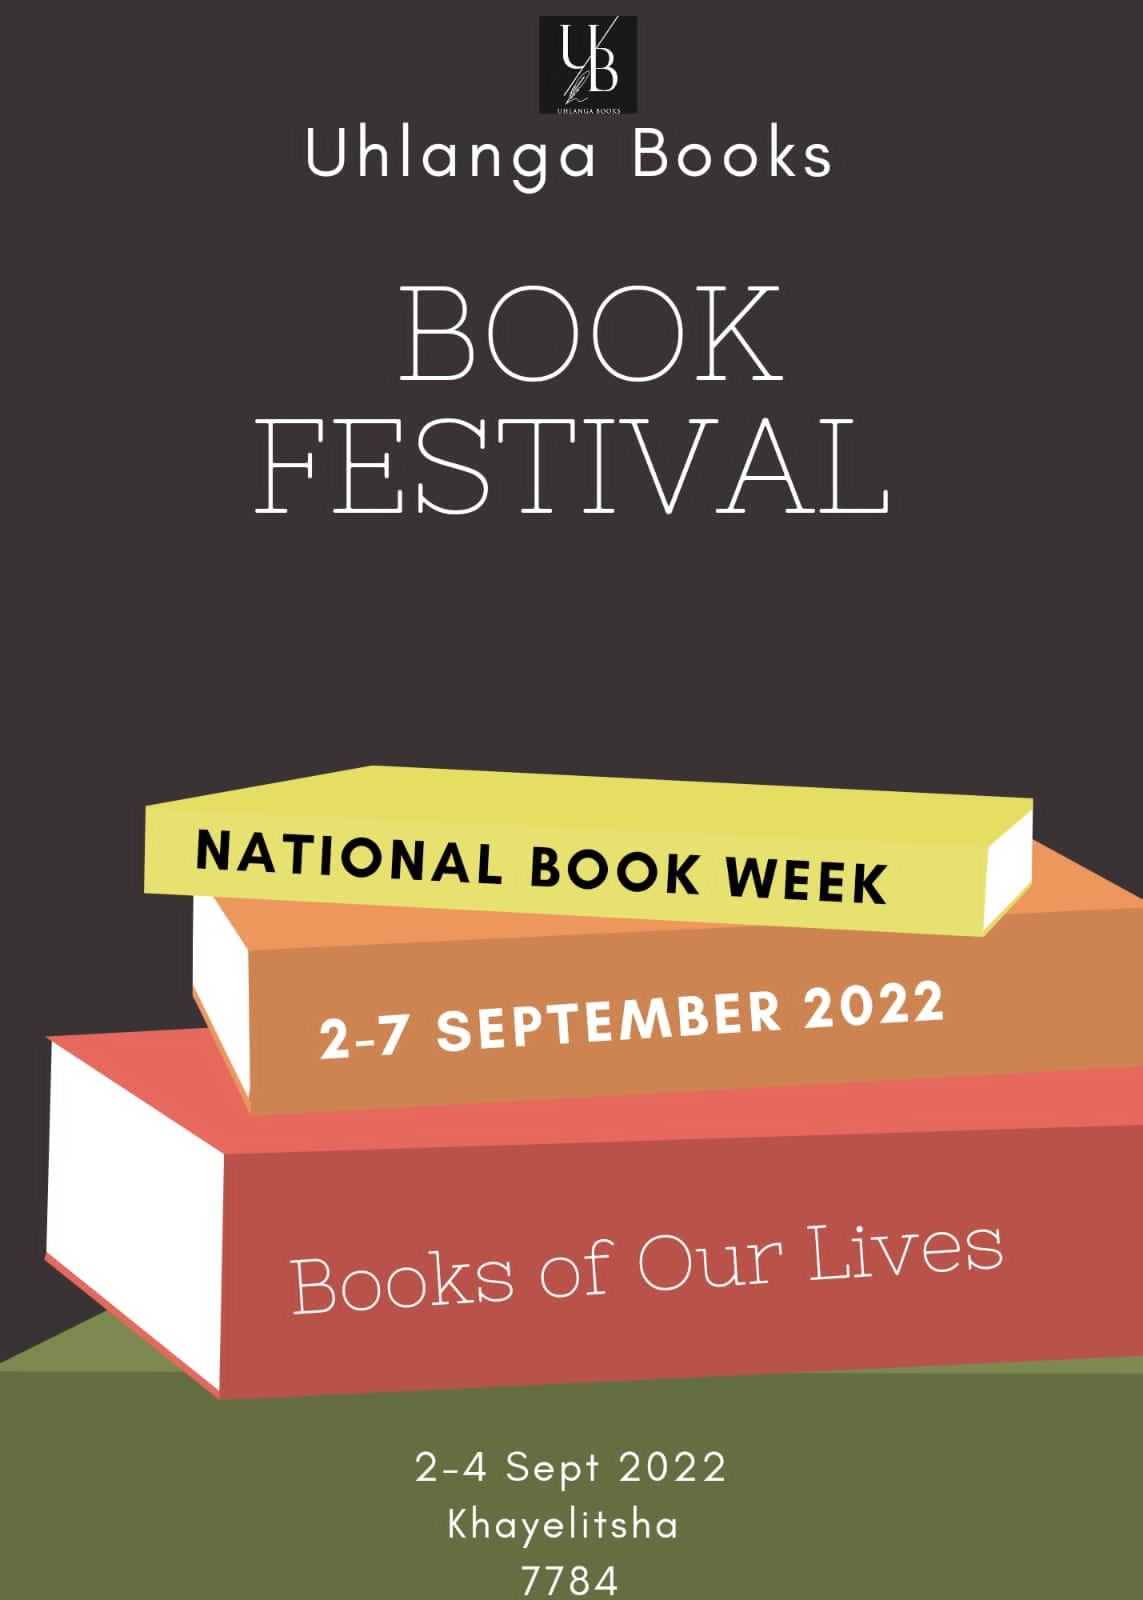 UB
UHLANGA BOOKS
Uhlanga Books
BOOK
FESTIVAL
NATIONAL BOOK WEEK
2-7 SEPTEMBER 2022
Books of Our Lives
2-4 Sept 2022
Khayelitsha
7784